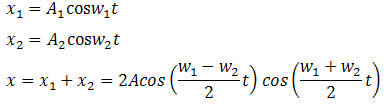 x₁ = A₁cosw₁t
x₂ = A₂cosw₂t
x = x₁ + x₂ = 2Acos((w₁ − w₂)/2 t) cos((w₁ + w₂)/2 t)